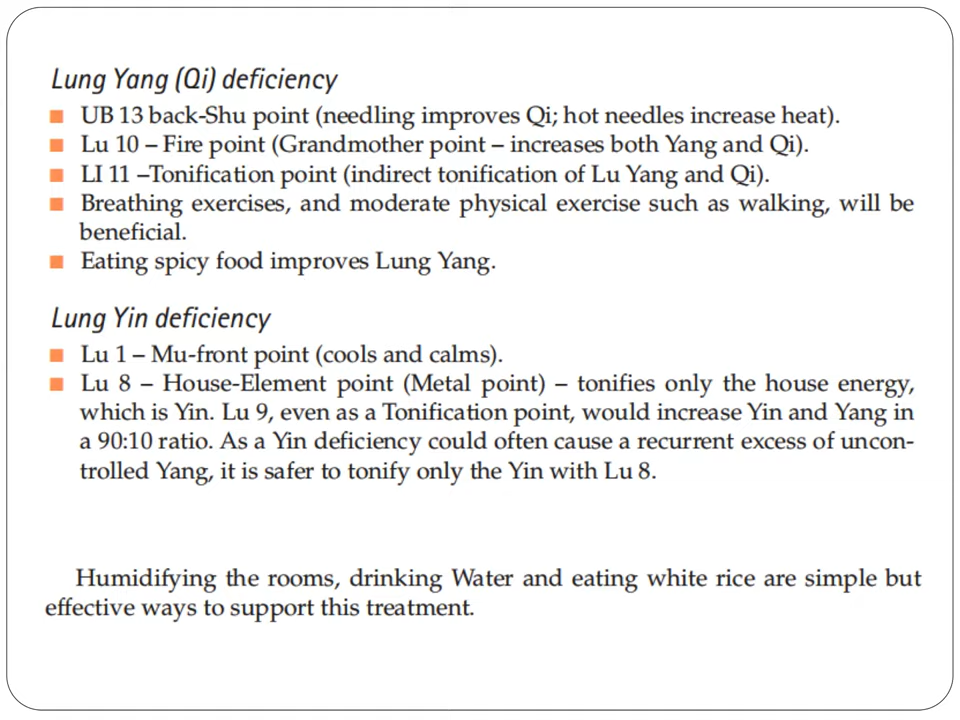 Lung Yang (Qi) deficiency
■ UB 13 back-Shu point (needling improves Qi; hot needles increase heat).
■ Lu 10 – Fire point (Grandmother point – increases both Yang and Qi).
■ LI 11 –Tonification point (indirect tonification of Lu Yang and Qi).
■ Breathing exercises, and moderate physical exercise such as walking, will be
beneficial.
■ Eating spicy food improves Lung Yang.
Lung Yin deficiency
■ Lu 1 – Mu-front point (cools and calms).
■ Lu 8 – House-Element point (Metal point) – tonifies only the house energy,
which is Yin. Lu 9, even as a Tonification point, would increase Yin and Yang in
a 90:10 ratio. As a Yin deficiency could often cause a recurrent excess of uncon-
trolled Yang, it is safer to tonify only the Yin with Lu 8.
Humidifying the rooms, drinking Water and eating white rice are simple but
effective ways to support this treatment.